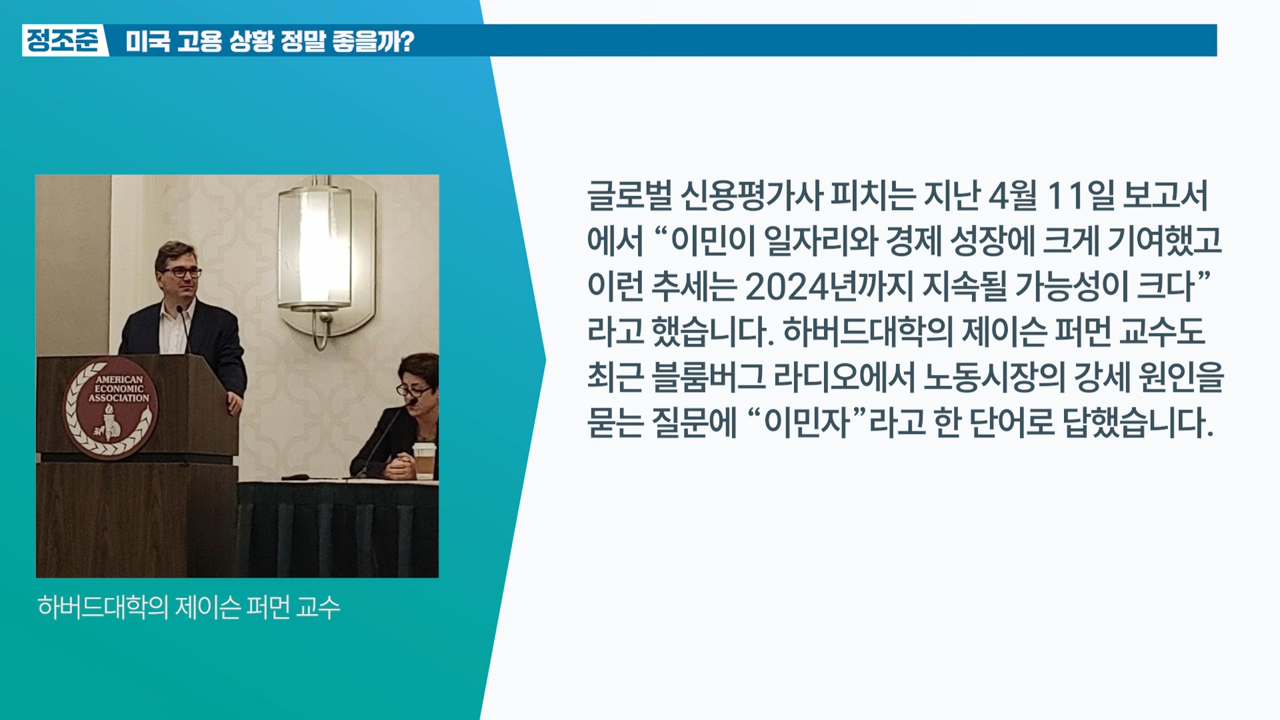 정조준 미국 고용 상황 정말 좋을까?
글로벌 신용평가사 피치는 지난 4월 11일 보고서
에서 “이민이 일자리와 경제 성장에 크게 기여했고
이런 추세는 2024년까지 지속될 가능성이 크다”
라고 했습니다. 하버드대학의 제이슨 퍼먼 교수도
최근 블룸버그 라디오에서 노동시장의 강세 원인을
묻는 질문에 “이민자”라고 한 단어로 답했습니다.
AMERICAN
ECONOMIC
ASSOCIATION
하버드대학의 제이슨 퍼먼 교수